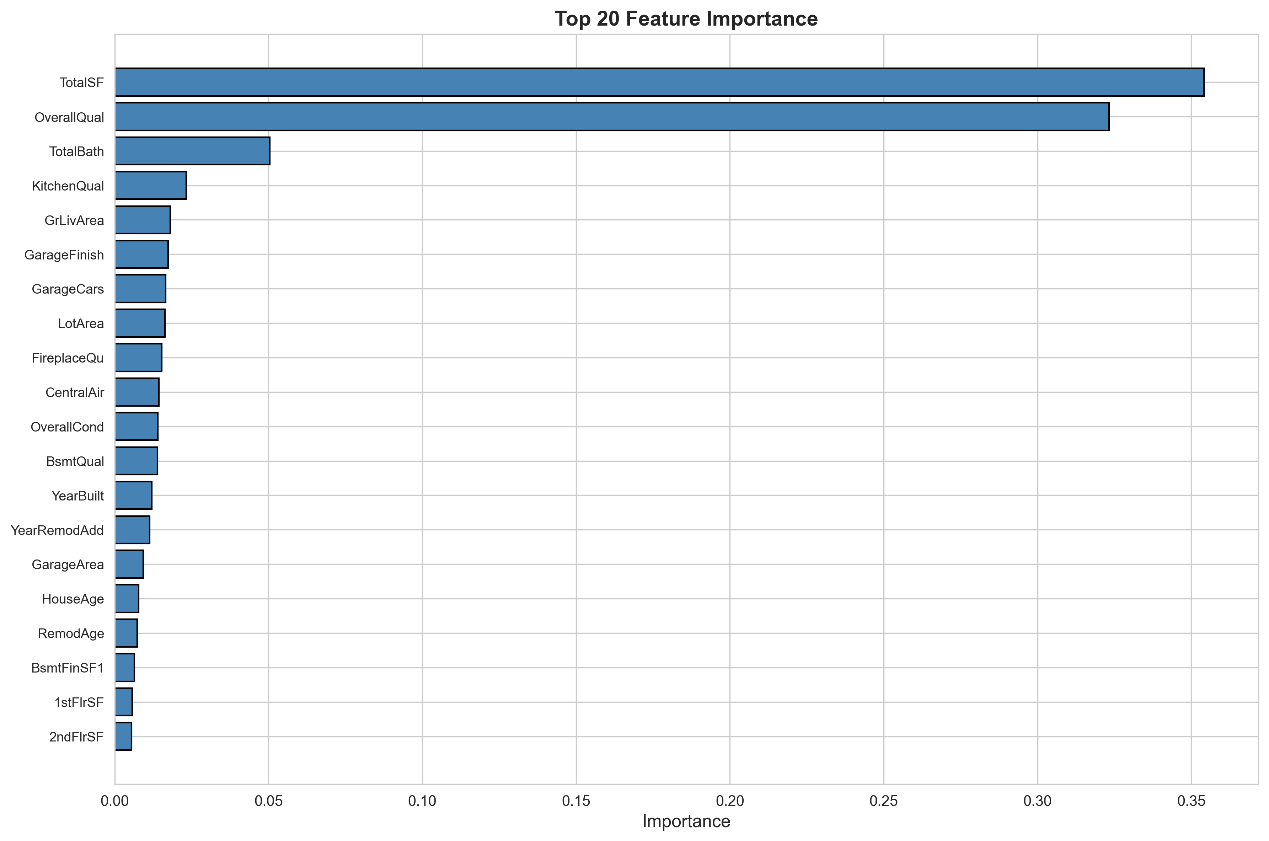 Top 20 Feature Importance
TotalSF
OverallQual
TotalBath
KitchenQual
GrLivArea
GarageFinish
GarageCars
LotArea
FireplaceQu
CentralAir
OverallCond
BsmtQual
YearBuilt
YearRemodAdd
GarageArea
HouseAge
RemodAge
BsmtFinSF1
1stFlrSF
2ndFlrSF
0.00 0.05 0.10 0.15 0.20 0.25 0.30 0.35
Importance